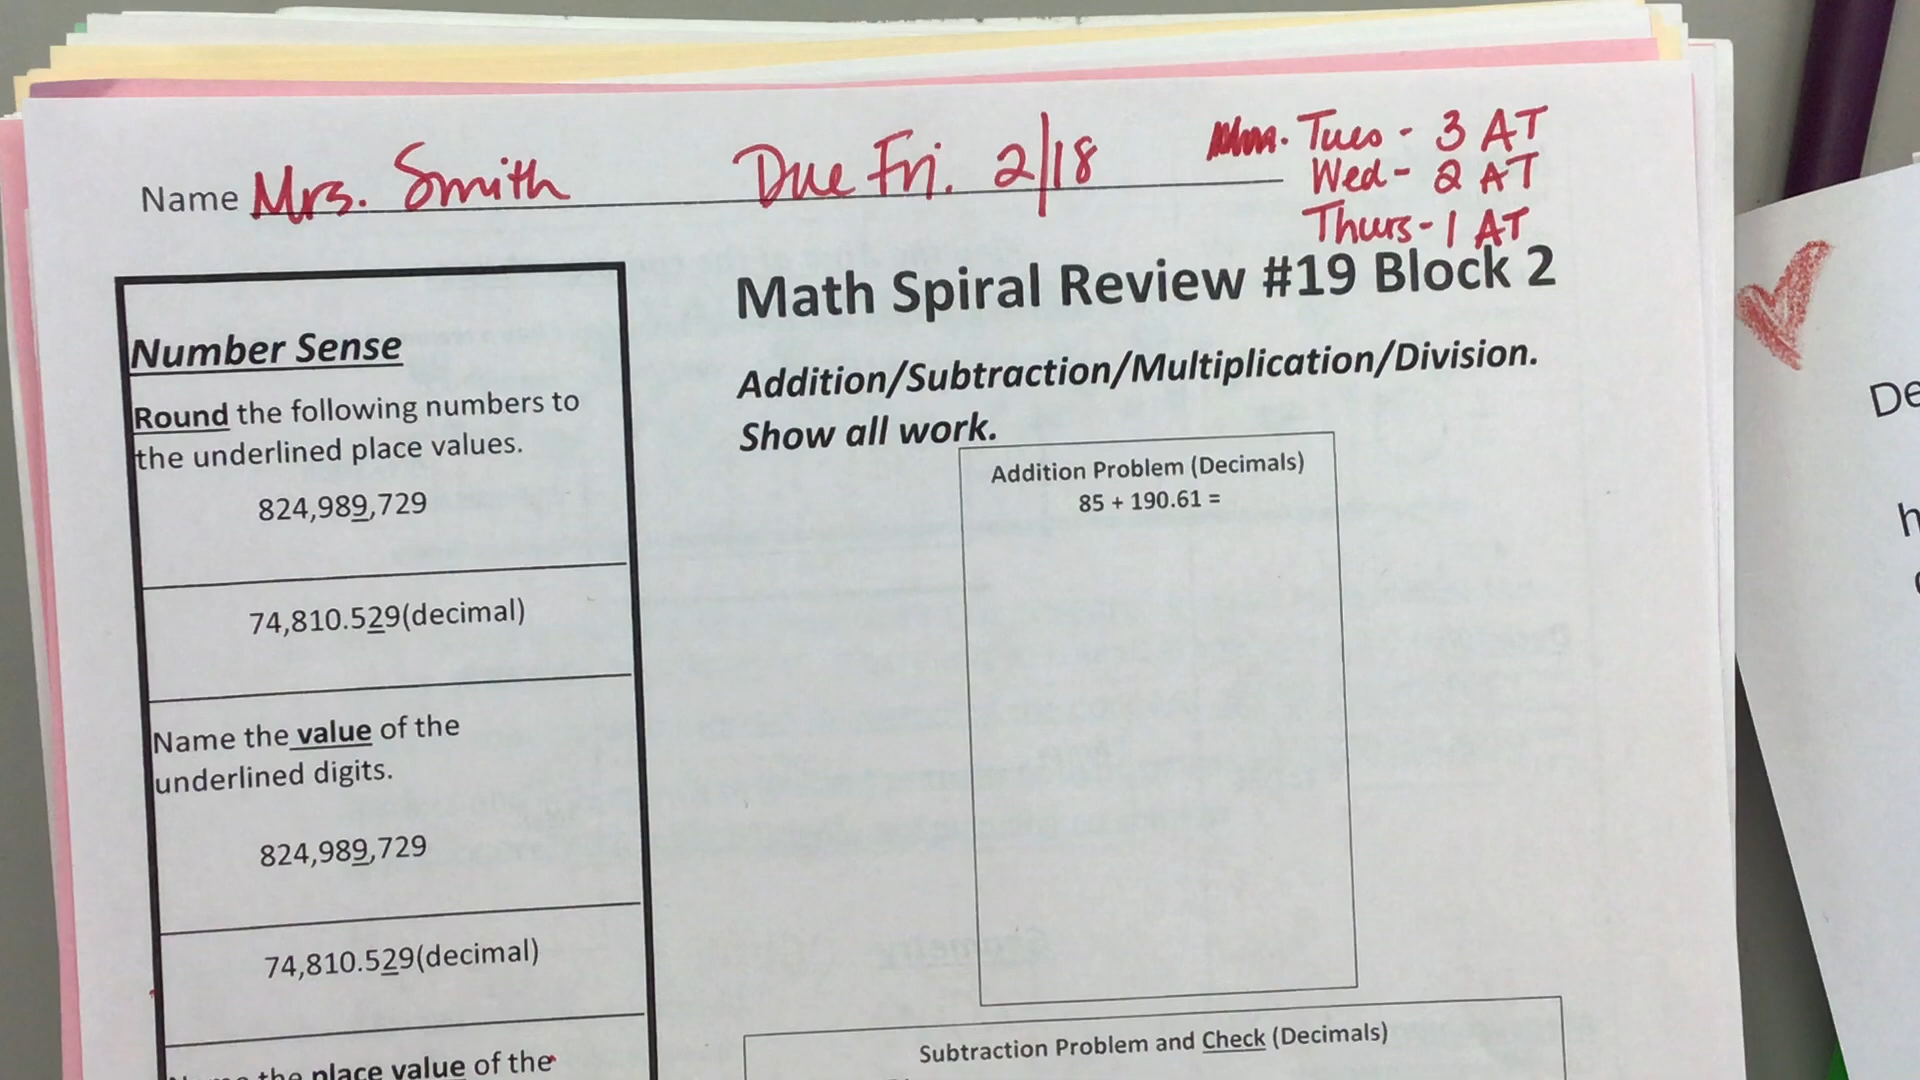 Mon. Tues - 3 AT
Name Mrs. Smith Due Fri. 2/18
Wed - 2 AT
Thurs - 1 AT
Math Spiral Review #19 Block 2
Number Sense
Round the following numbers to
the underlined place values.
824,989,729
74,810.529(decimal)
Name the value of the
underlined digits.
824,989,729
74,810.529(decimal)
the place value of the
Addition/Subtraction/Multiplication/Division.
Show all work.
Addition Problem (Decimals)
85 + 190.61 =
Subtraction Problem and Check (Decimals)
De
h